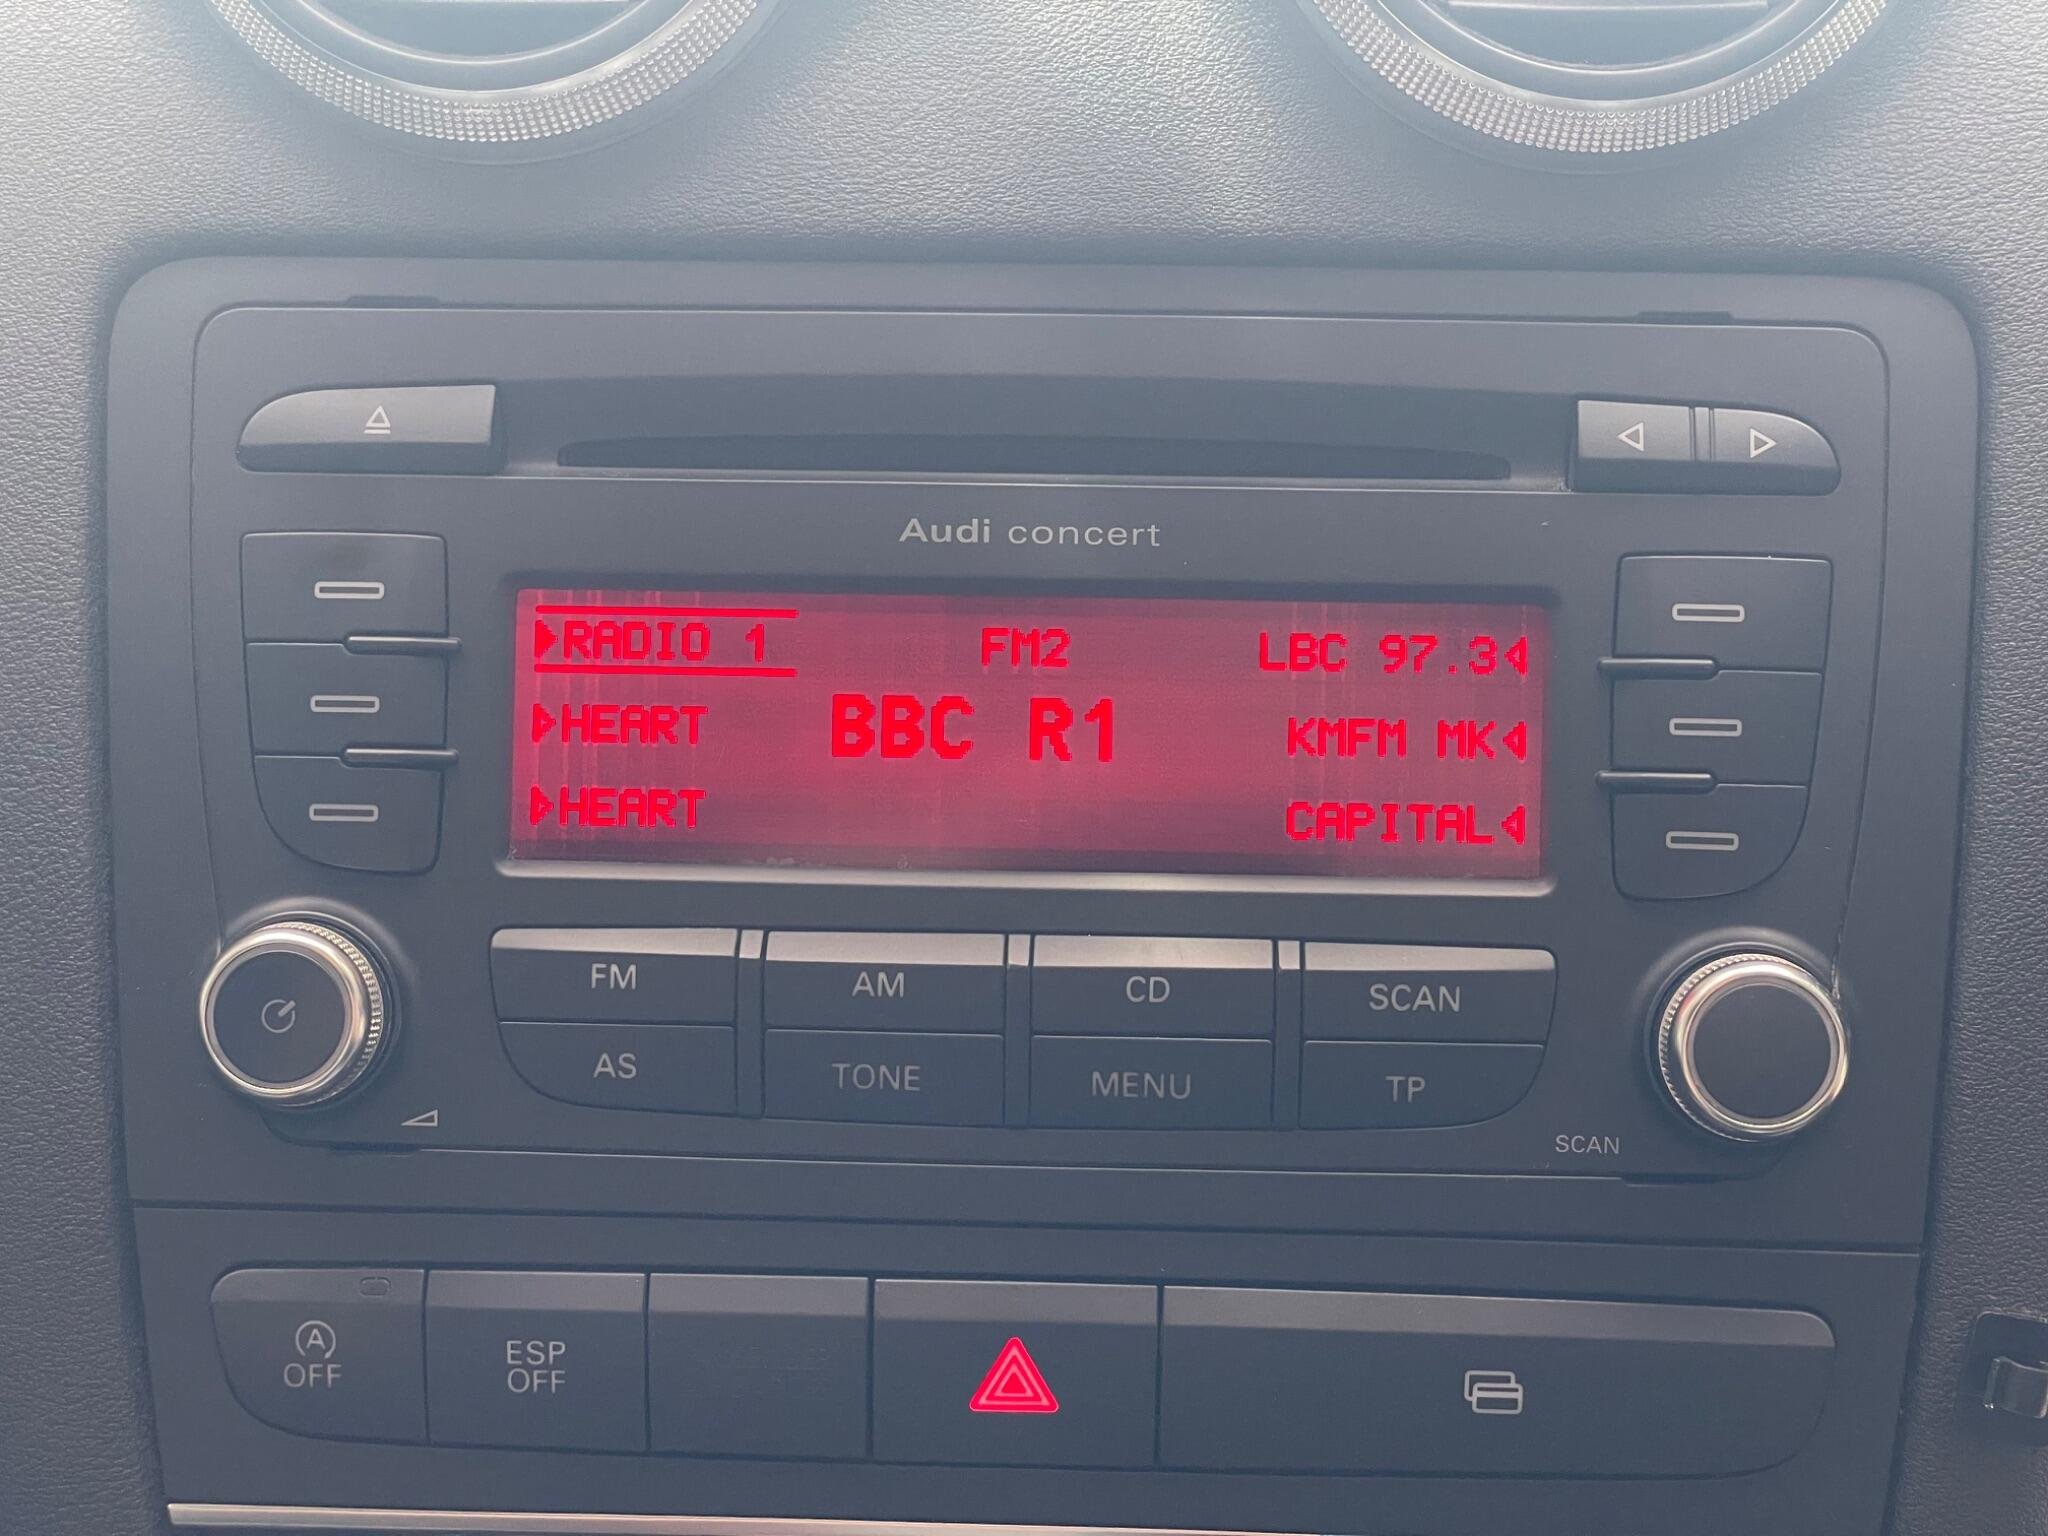 Audi concert
RADIO 1 FM2 LBC 97.3
HEART BBC R1 KMFM MK
HEART CAPITAL
FM AM CD SCAN
AS TONE MENU TP
SCAN
A
OFF
ESP
OFF